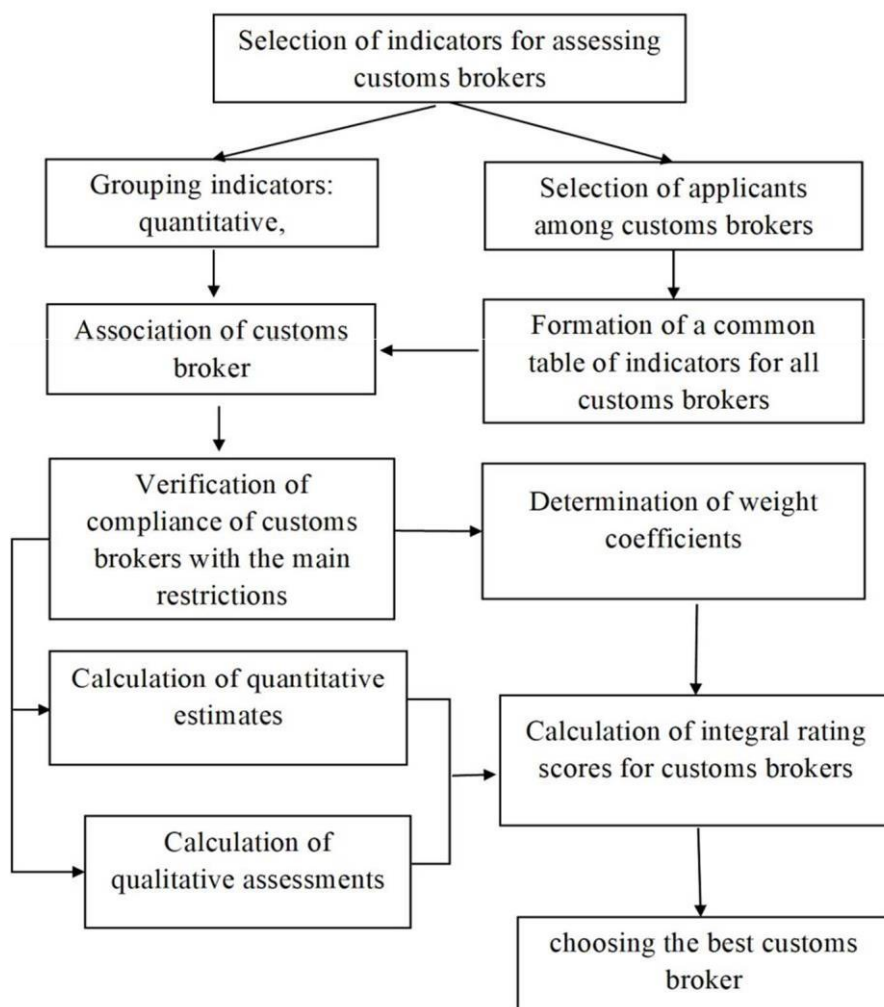 Selection of indicators for assessing
customs brokers
Grouping indicators:
quantitative,
Selection of applicants
among customs brokers
Association of customs
broker
Formation of a common
table of indicators for all
customs brokers
Verification of
compliance of customs
brokers with the main
restrictions
Determination of weight
coefficients
Calculation of quantitative
estimates
Calculation of integral rating
scores for customs brokers
Calculation of
qualitative assessments
choosing the best customs
broker